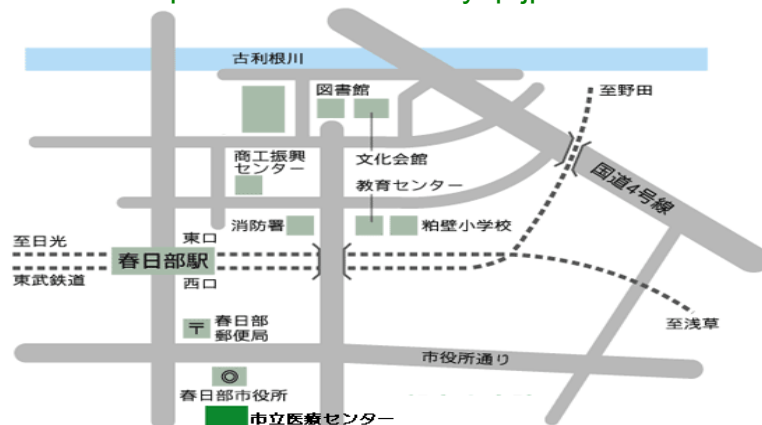 古利根川
図書館
至野田
商工振興
センター
文化会館
教育センター
国道4号線
消防署
粕壁小学校
至日光
東口
春日部駅
東武鉄道
西口
春日部
郵便局
至浅草
市役所通り
春日部市役所
市立医療センター